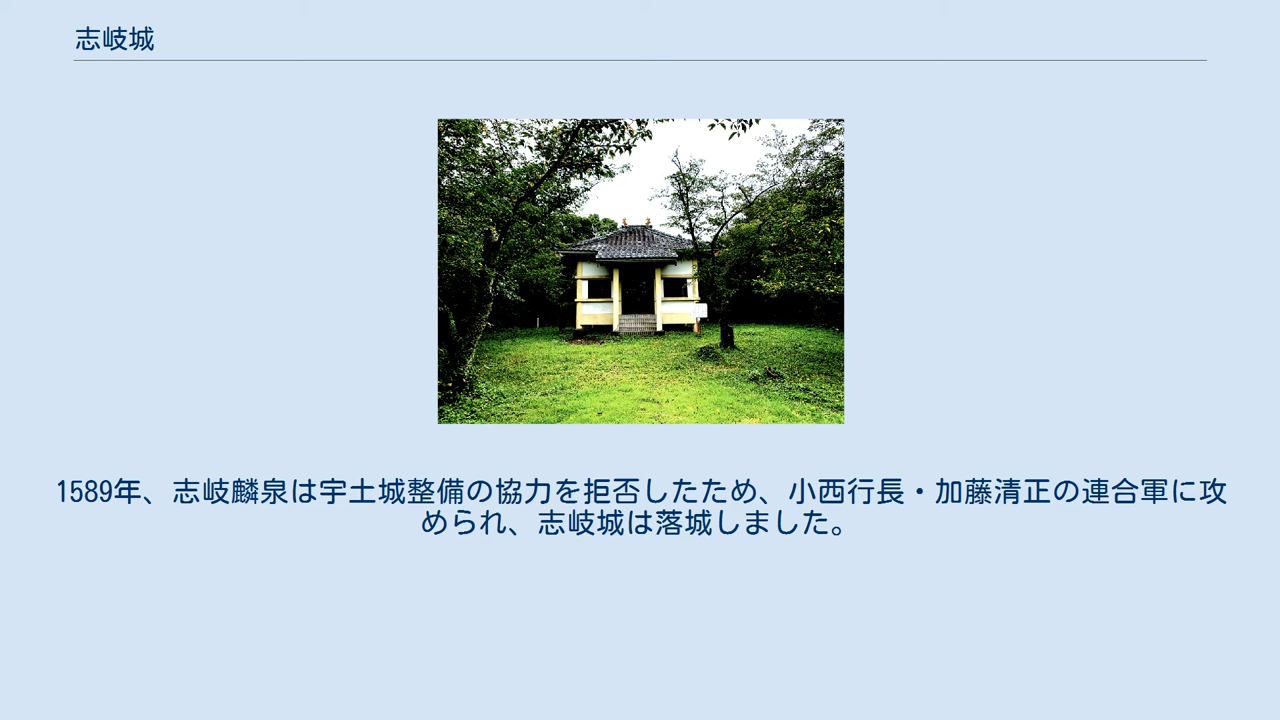 志岐城
1589年、志岐麟泉は宇土城整備の協力を拒否したため、小西行長・加藤清正の連合軍に攻
められ、志岐城は落城しました。